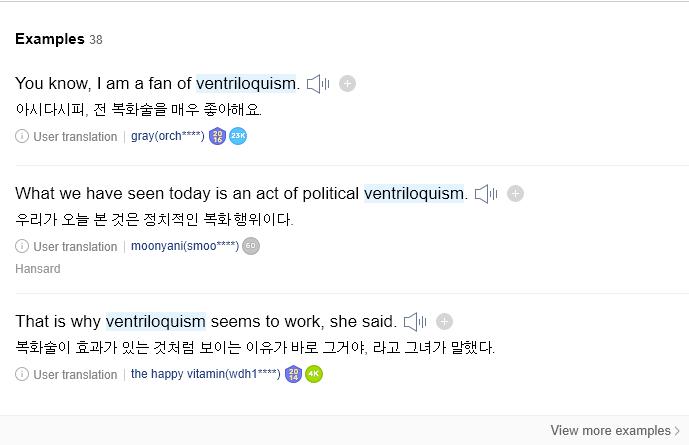 Examples 38
You know, I am a fan of ventriloquism.
아시다시피, 전 복화술을 매우 좋아해요.
User translation | gray(orch****) 2016 23K
What we have seen today is an act of political ventriloquism.
우리가 오늘 본 것은 정치적인 복화행위이다.
User translation | moonyani(smoo****) 60
Hansard
That is why ventriloquism seems to work, she said.
복화술이 효과가 있는 것처럼 보이는 이유가 바로 그거야, 라고 그녀가 말했다.
User translation | the happy vitamin(wdh1****) 2014 4K
View more examples >